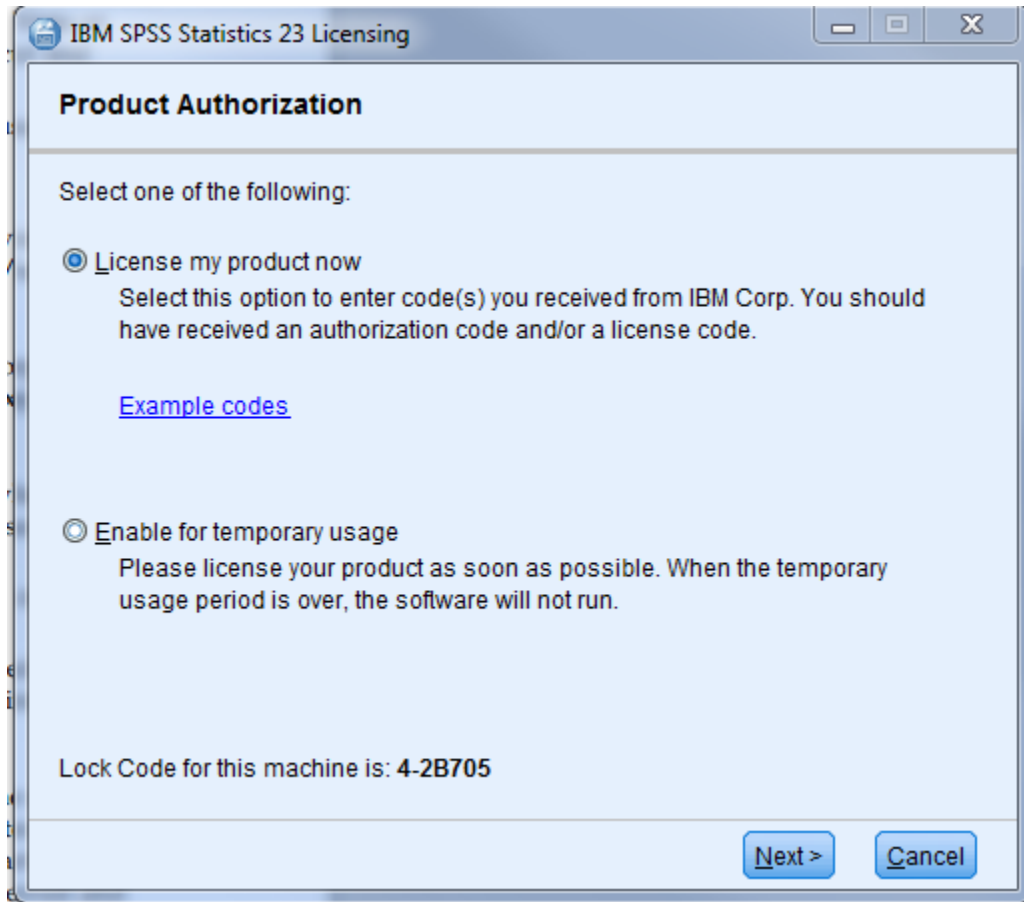 IBM SPSS Statistics 23 Licensing
Product Authorization
Select one of the following:
License my product now
Select this option to enter code(s) you received from IBM Corp. You should
have received an authorization code and/or a license code.
Example codes
Enable for temporary usage
Please license your product as soon as possible. When the temporary
usage period is over, the software will not run.
Lock Code for this machine is: 4-2B705
Next > Cancel